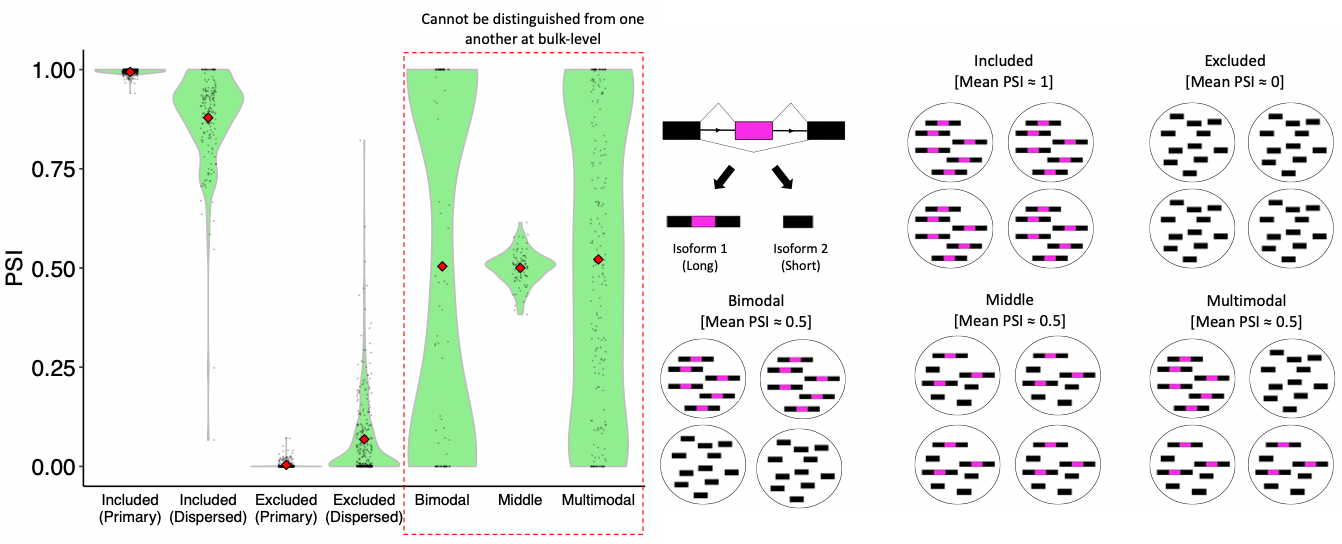 Cannot be distinguished from one
another at bulk-level
PSI
1.00
0.75
0.50
0.25
0.00
Included
(Primary)
Included
(Dispersed)
Excluded
(Primary)
Excluded
(Dispersed)
Bimodal
Middle
Multimodal
Isoform 1
(Long)
Isoform 2
(Short)
Included
[Mean PSI ≈ 1]
Excluded
[Mean PSI ≈ 0]
Bimodal
[Mean PSI ≈ 0.5]
Middle
[Mean PSI ≈ 0.5]
Multimodal
[Mean PSI ≈ 0.5]